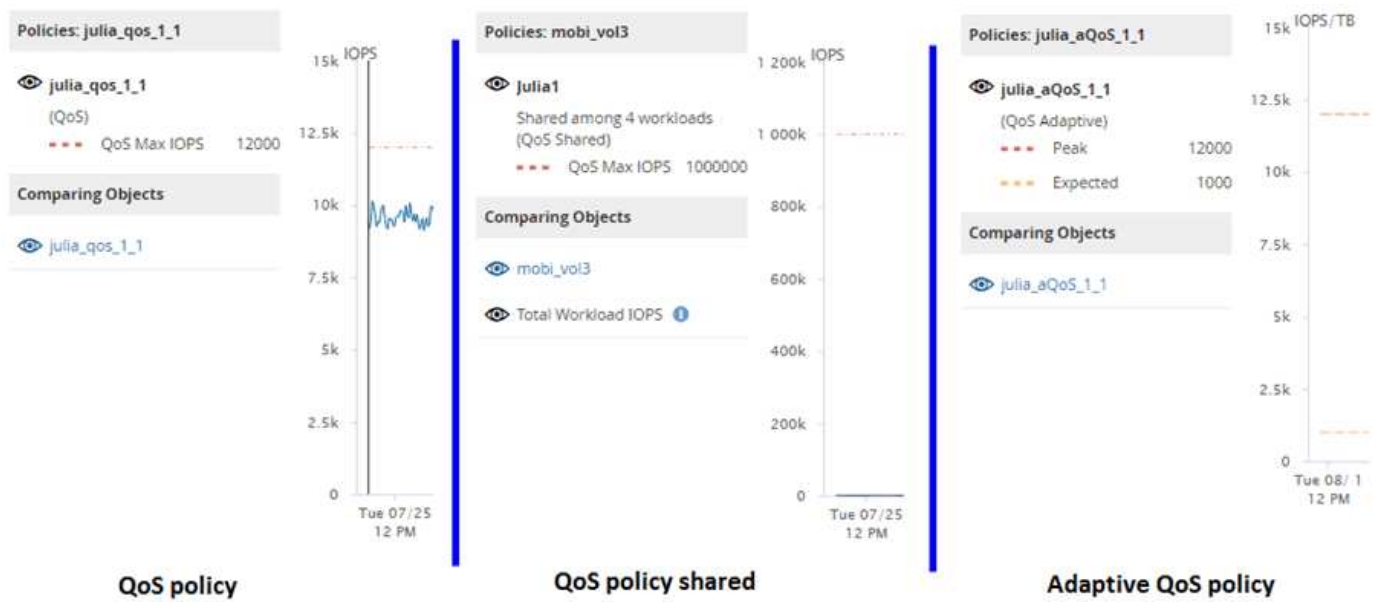 Policies: julia_qos_1_1
julia_qos_1_1
(QoS)
QoS Max IOPS 12000
Comparing Objects
julia_qos_1_1
IOPS
15k
12.5k
10k
7.5k
5k
2.5k
0
Tue 07/25
12 PM
QoS policy
Policies: mobi_vol3
Julia1
Shared among 4 workloads
(QoS Shared)
QoS Max IOPS 1000000
Comparing Objects
mobi_vol3
Total Workload IOPS i
IOPS
1 200k
1 000k
800k
600k
400k
200k
0
Tue 07/25
12 PM
QoS policy shared
Policies: julia_aQoS_1_1
julia_aQoS_1_1
(QoS Adaptive)
Peak 12000
Expected 1000
Comparing Objects
julia_aQoS_1_1
IOPS/TB
15k
12.5k
10k
7.5k
5k
2.5k
0
Tue 08/ 1
12 PM
Adaptive QoS policy